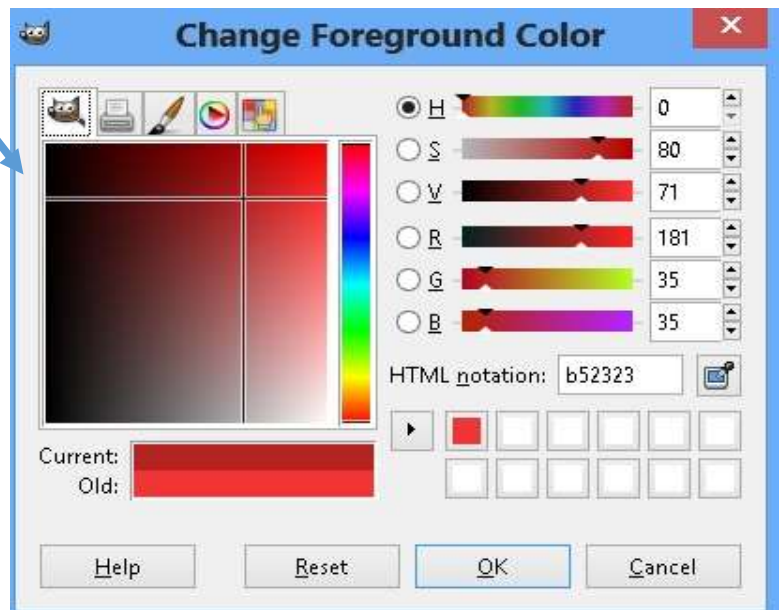 Change Foreground Color
H 0
S 80
V 71
R 181
G 35
B 35
HTML notation: b52323
Current:
Old:
Help Reset OK Cancel